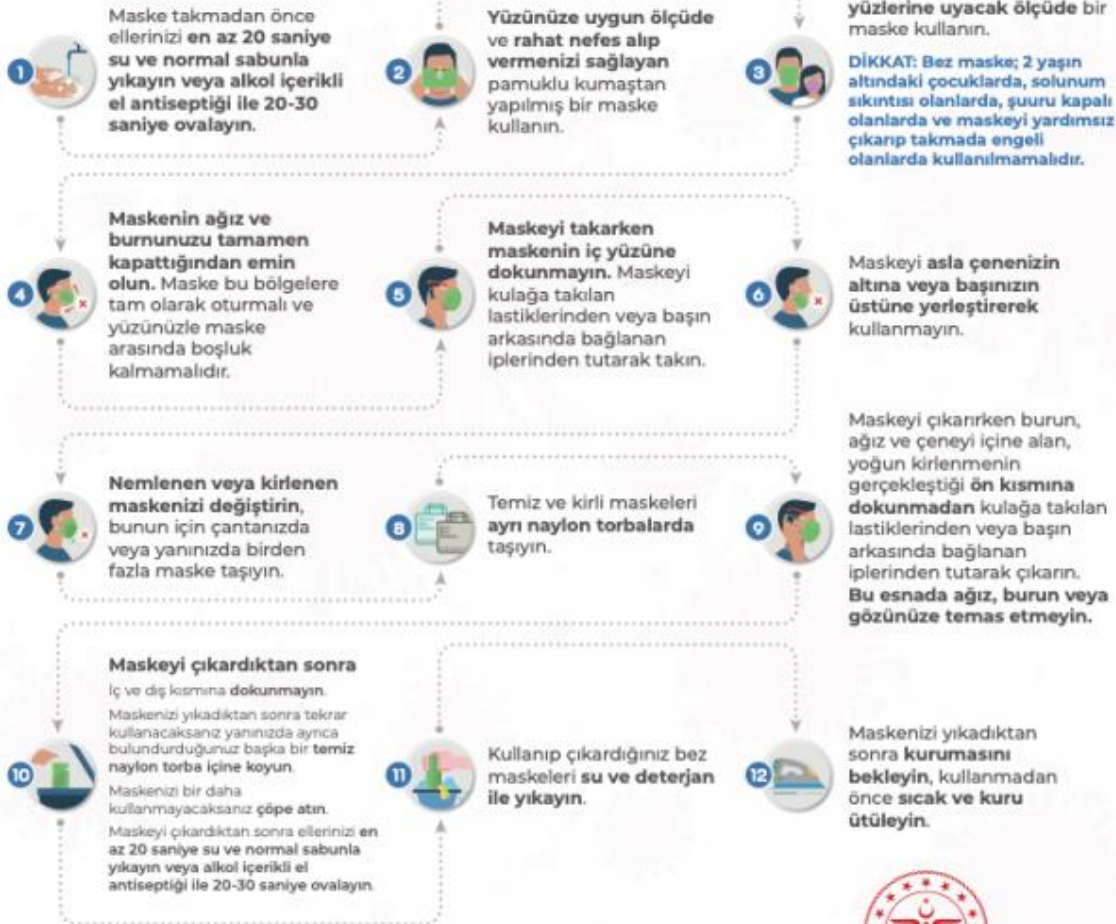 1
Maske takmadan önce
ellerinizi en az 20 saniye
su ve normal sabunla
yıkayın veya alkol içerikli
el antiseptiği ile 20-30
saniye ovalayın.
2
Yüzünüze uygun ölçüde
ve rahat nefes alıp
vermenizi sağlayan
pamuklu kumaştan
yapılmış bir maske
kullanın.
3
yüzlerine uyacak ölçüde bir
maske kullanın.
DİKKAT: Bez maske; 2 yaşın
altındaki çocuklarda, solunum
sıkıntısı olanlarda, şuuru kapalı
olanlarda ve maskeyi yardımsız
çıkarıp takmada engeli
olanlarda kullanılmamalıdır.
4
Maskenin ağız ve
burnunuzu tamamen
kapattığından emin
olun. Maske bu bölgelere
tam olarak oturmalı ve
yüzünüzle maske
arasında boşluk
kalmamalıdır.
5
Maskeyi takarken
maskenin iç yüzüne
dokunmayın. Maskeyi
kulağa takılan
lastiklerinden veya başın
arkasında bağlanan
iplerinden tutarak takın.
6
Maskeyi asla çenenizin
altına veya başınızın
üstüne yerleştirerek
kullanmayın.
7
Nemlenen veya kirlenen
maskenizi değiştirin,
bunun için çantanızda
veya yanınızda birden
fazla maske taşıyın.
8
Temiz ve kirli maskeleri
ayrı naylon torbalarda
taşıyın.
9
Maskeyi çıkarırken burun,
ağız ve çeneyi içine alan,
yoğun kirlenmenin
gerçekleştiği ön kısmına
dokunmadan kulağa takılan
lastiklerinden veya başın
arkasında bağlanan
iplerinden tutarak çıkarın.
Bu esnada ağız, burun veya
gözünüze temas etmeyin.
10
Maskeyi çıkardıktan sonra
İç ve dış kısmına dokunmayın.
Maskenizi yıkadıktan sonra tekrar
kullanacaksanız yanınızda ayrıca
bulundurduğunuz başka bir temiz
naylon torba içine koyun.
Maskenizi bir daha
kullanmayacaksanız çöpe atın.
Maskeyi çıkardıktan sonra ellerinizi en
az 20 saniye su ve normal sabunla
yıkayın veya alkol içerikli el
antiseptiği ile 20-30 saniye ovalayın.
11
Kullanıp çıkardığınız bez
maskeleri su ve deterjan
ile yıkayın.
12
Maskenizi yıkadıktan
sonra kurumasını
bekleyin, kullanmadan
önce sıcak ve kuru
ütüleyin.